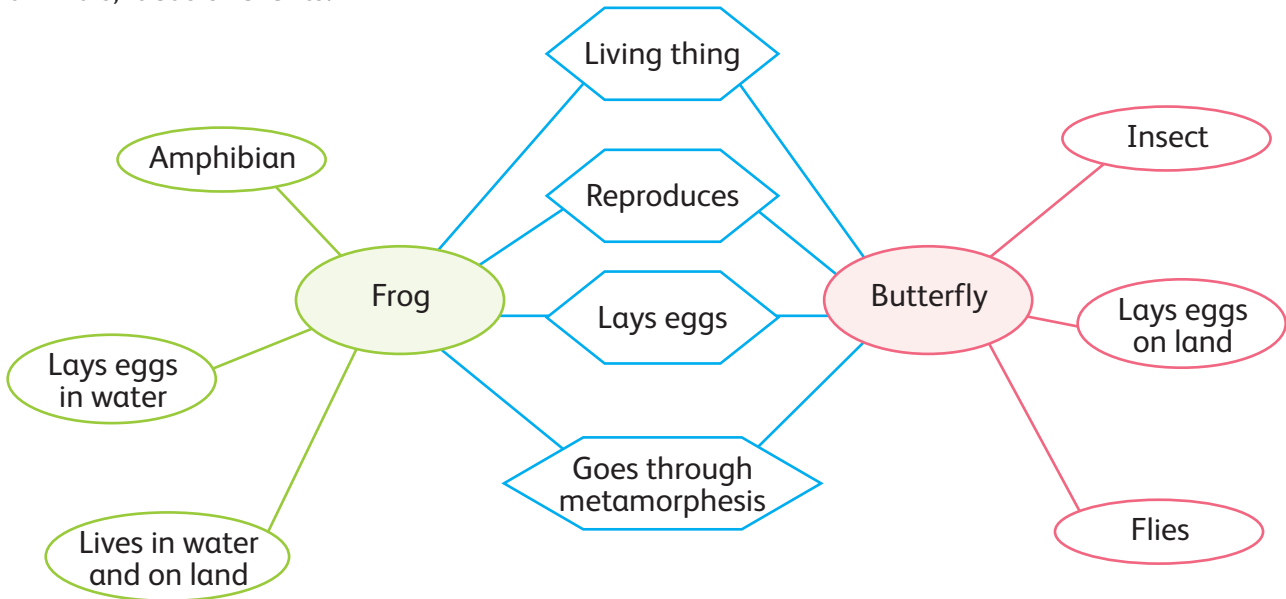 Living thing
Amphibian
Insect
Reproduces
Frog
Butterfly
Lays eggs
Lays eggs
on land
Lays eggs
in water
Goes through
metamorphesis
Lives in water
and on land
Flies